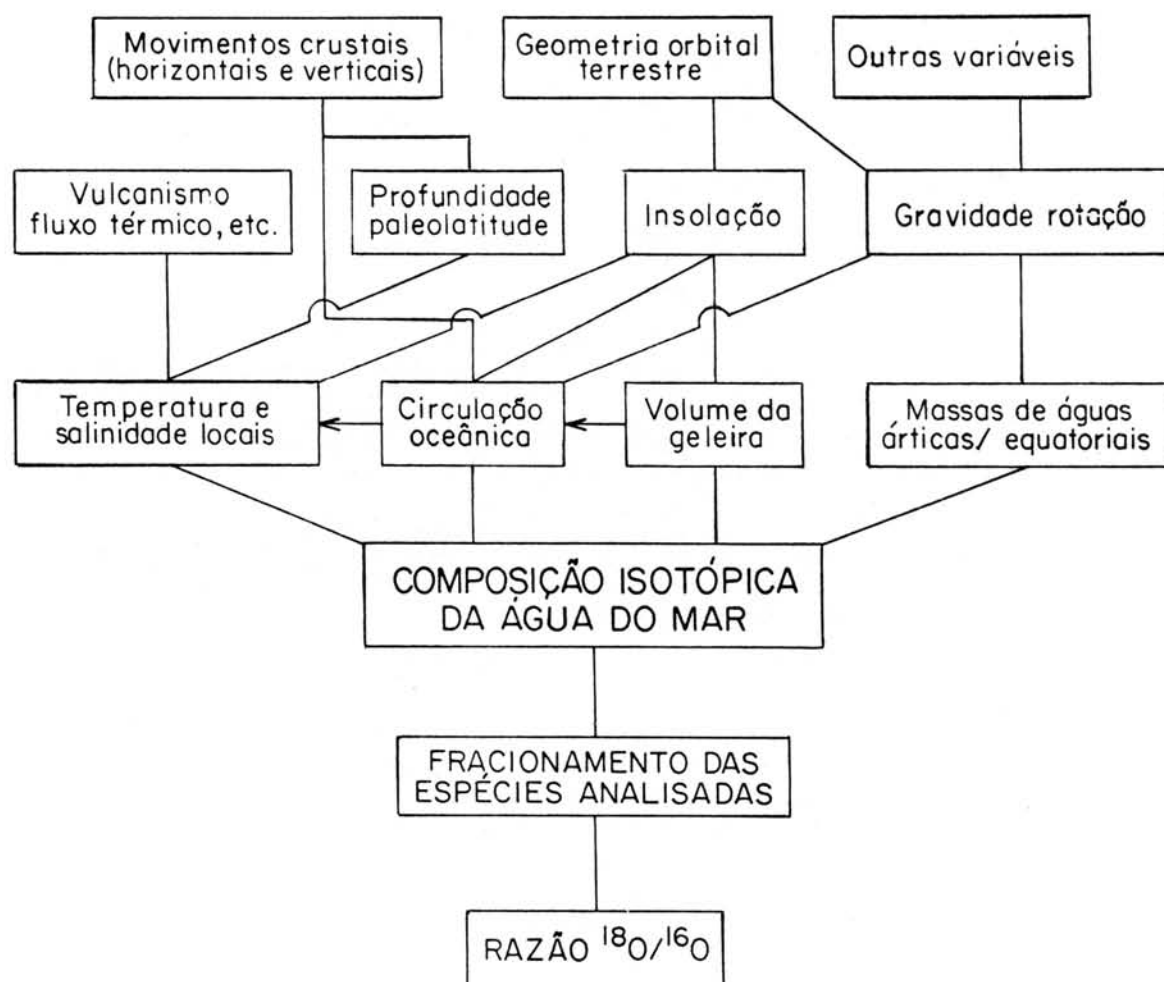 Movimentos crustais
(horizontais e verticais)
Geometria orbital
terrestre
Outras variáveis
Vulcanismo
fluxo térmico, etc.
Profundidade
paleolatitude
Insolação
Gravidade rotação
Temperatura e
salinidade locais
Circulação
oceânica
Volume da
geleira
Massas de águas
árticas/ equatoriais
COMPOSIÇÃO ISOTÓPICA
DA ÁGUA DO MAR
FRACIONAMENTO DAS
ESPÉCIES ANALISADAS
RAZÃO ¹⁸O/¹⁶O